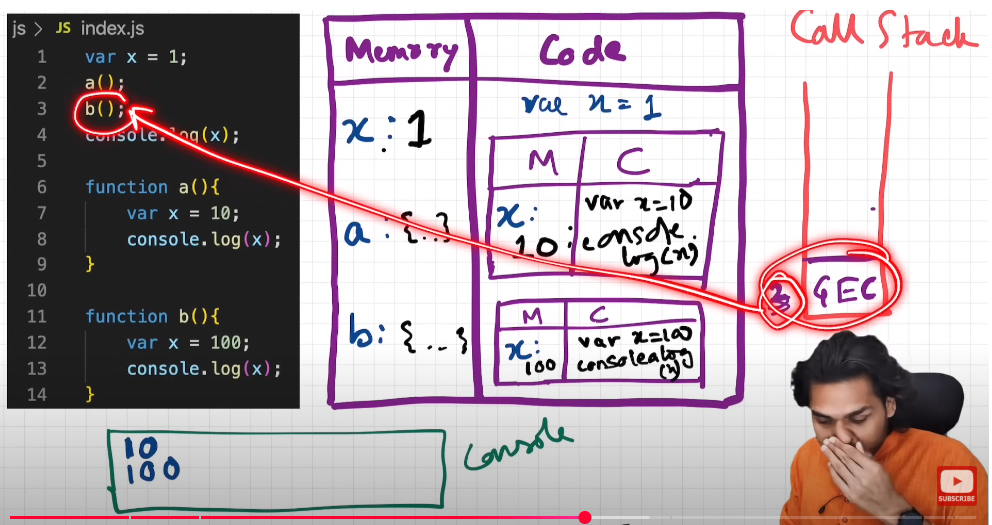 js > JS index.js
1 var x = 1;
2 a();
3 b();
4 console.log(x);
5
6 function a(){
7 var x = 10;
8 console.log(x);
9 }
10
11 function b(){
12 var x = 100;
13 console.log(x);
14 }
Memory
Code
x : 1
a : {..}
b : {...}
var x = 1
M
C
x :
10
var x=10
console.
log(x)
M
C
x :
100
var x=100
consolealog
(x)
Call Stack
GEC
10
100
Console
SUBSCRIBE